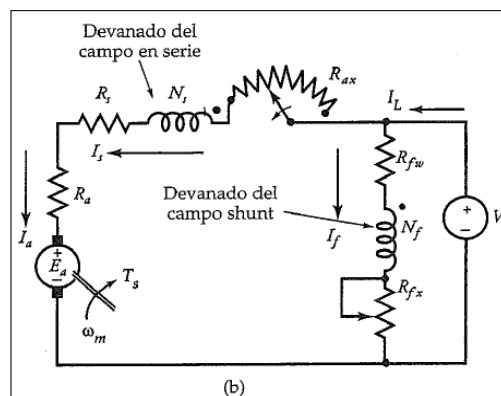 Devanado del
campo en serie
R_s
N_s
R_ax
I_L
I_s
R_fw
R_a
Devanado del
campo shunt
I_f
N_f
+
V
−
I_a
+
E_a
T_s
R_fx
ω_m
(b)